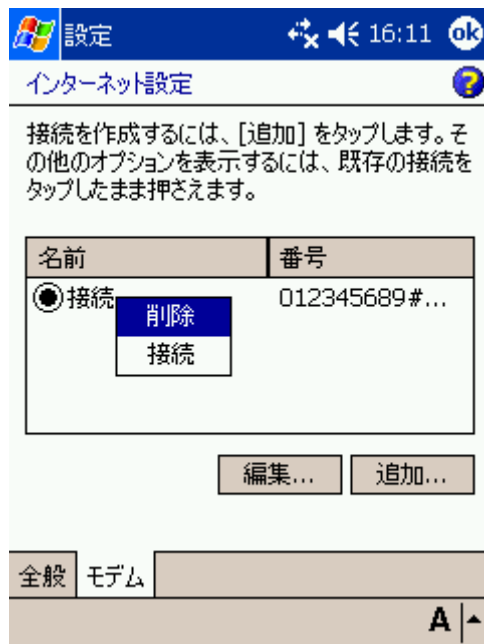 設定 16:11 ok
インターネット設定
接続を作成するには、[追加] をタップします。そ
の他のオプションを表示するには、既存の接続を
タップしたまま押さえます。
名前 番号
接続 012345689#...
削除
接続
編集... 追加...
全般 モデム
A